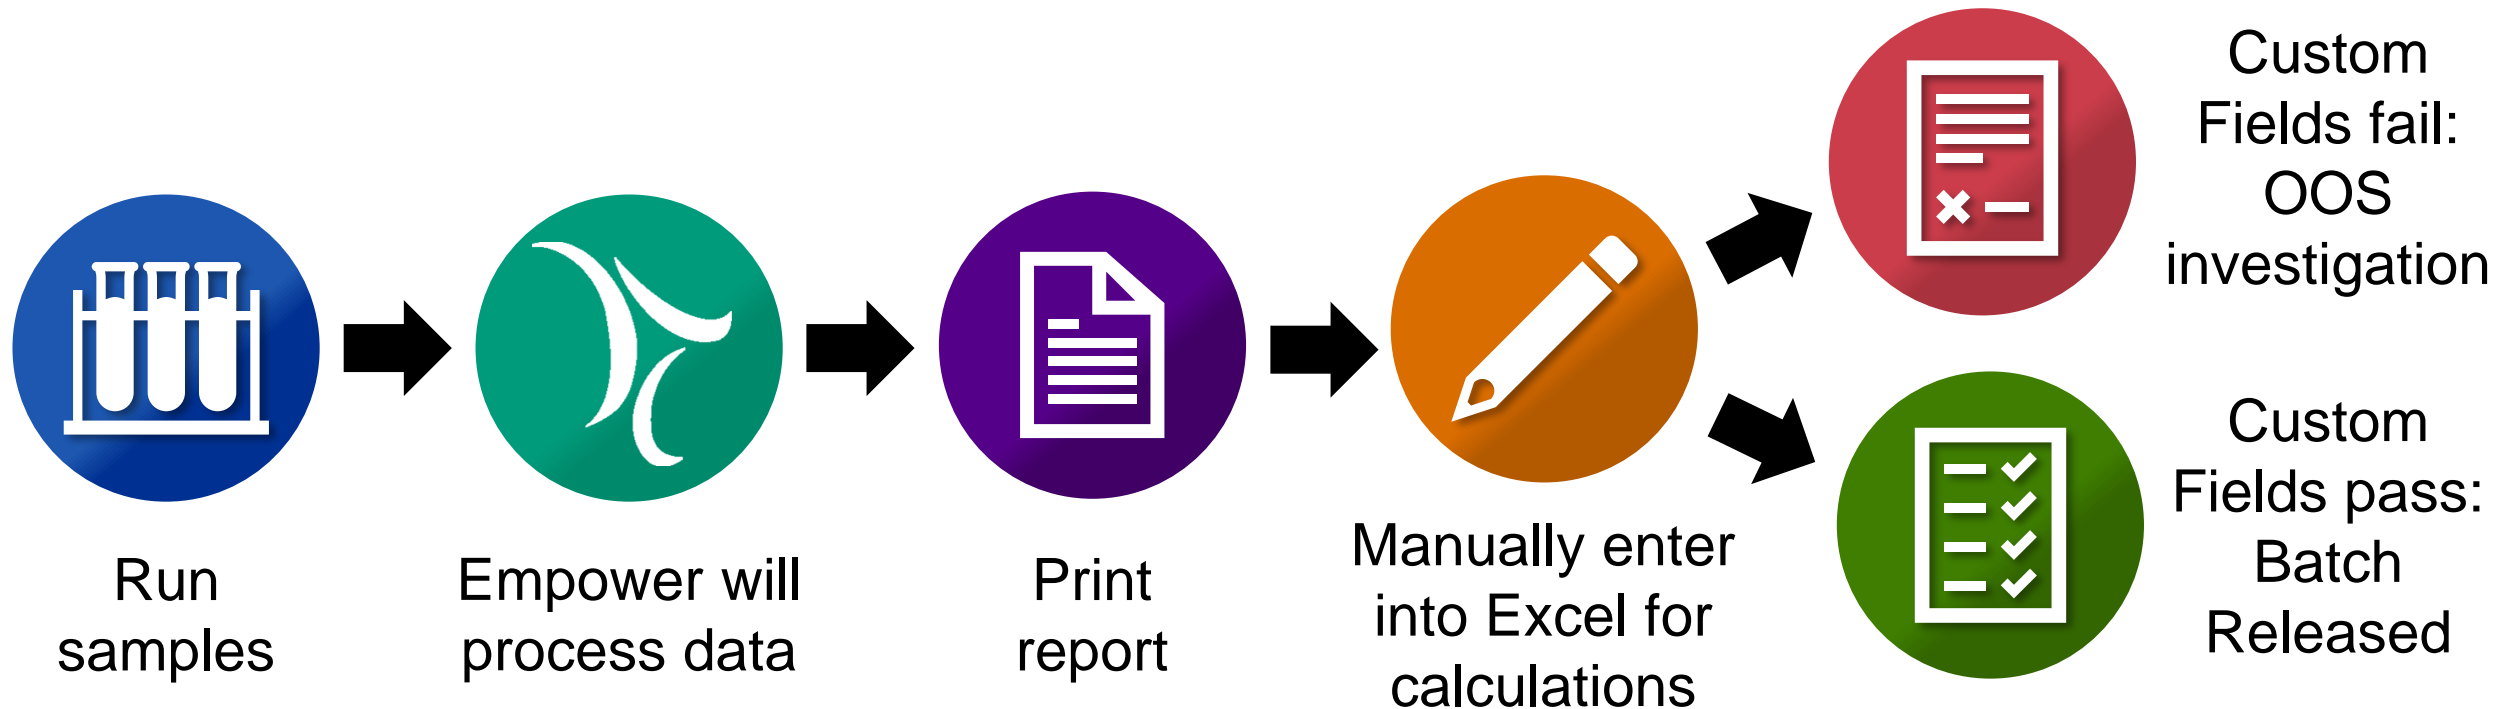 Run
samples
Empower will
process data
Print
report
Manually enter
into Excel for
calculations
Custom
Fields fail:
OOS
investigation
Custom
Fields pass:
Batch
Released